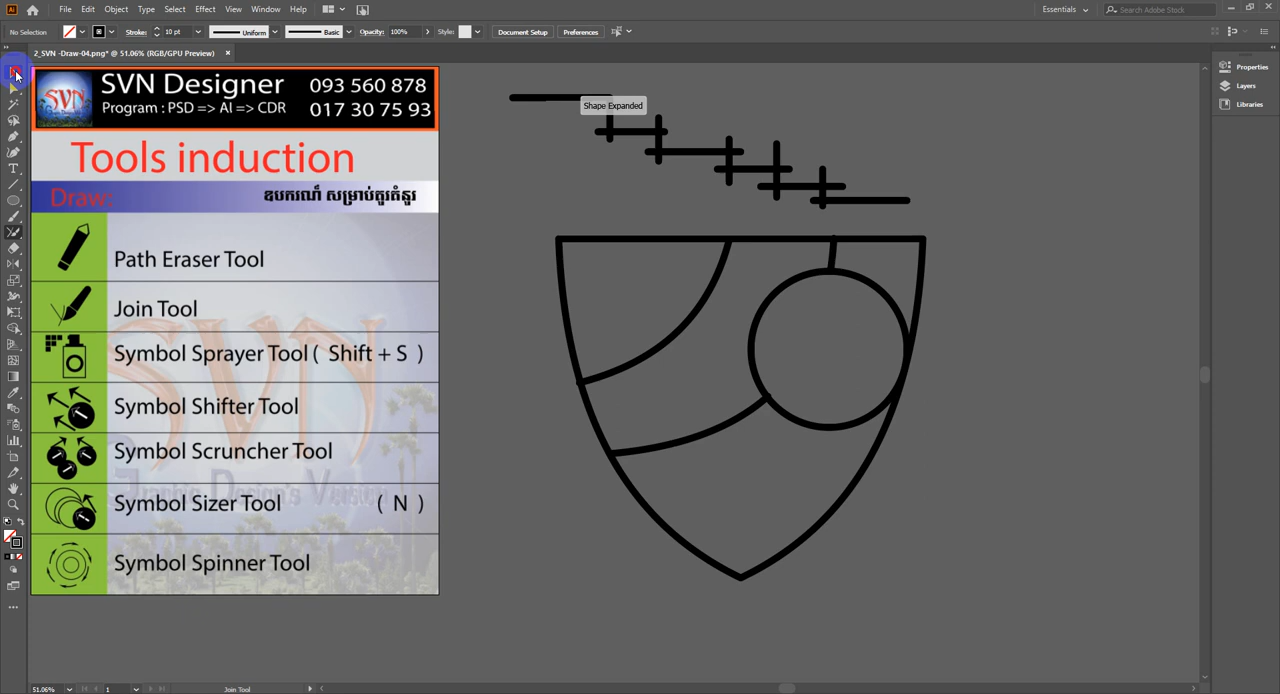 Ai
File Edit Object Type Select Effect View Window Help
Essentials
Search Adobe Stock
No Selection
Stroke: 10 pt Uniform Basic Opacity: 100% Style: Document Setup Preferences
2_SVN -Draw-04.png* @ 51.06% (RGB/GPU Preview)
SVN
SVN Designer 093 560 878
Program : PSD => AI => CDR 017 30 75 93
Tools induction
Draw: ឧបករណ៏ សម្រាប់គូរគំនូរ
Path Eraser Tool
Join Tool
Symbol Sprayer Tool ( Shift + S )
Symbol Shifter Tool
Symbol Scruncher Tool
Symbol Sizer Tool ( N )
Symbol Spinner Tool
Shape Expanded
Properties
Layers
Libraries
51.06% 1 Join Tool